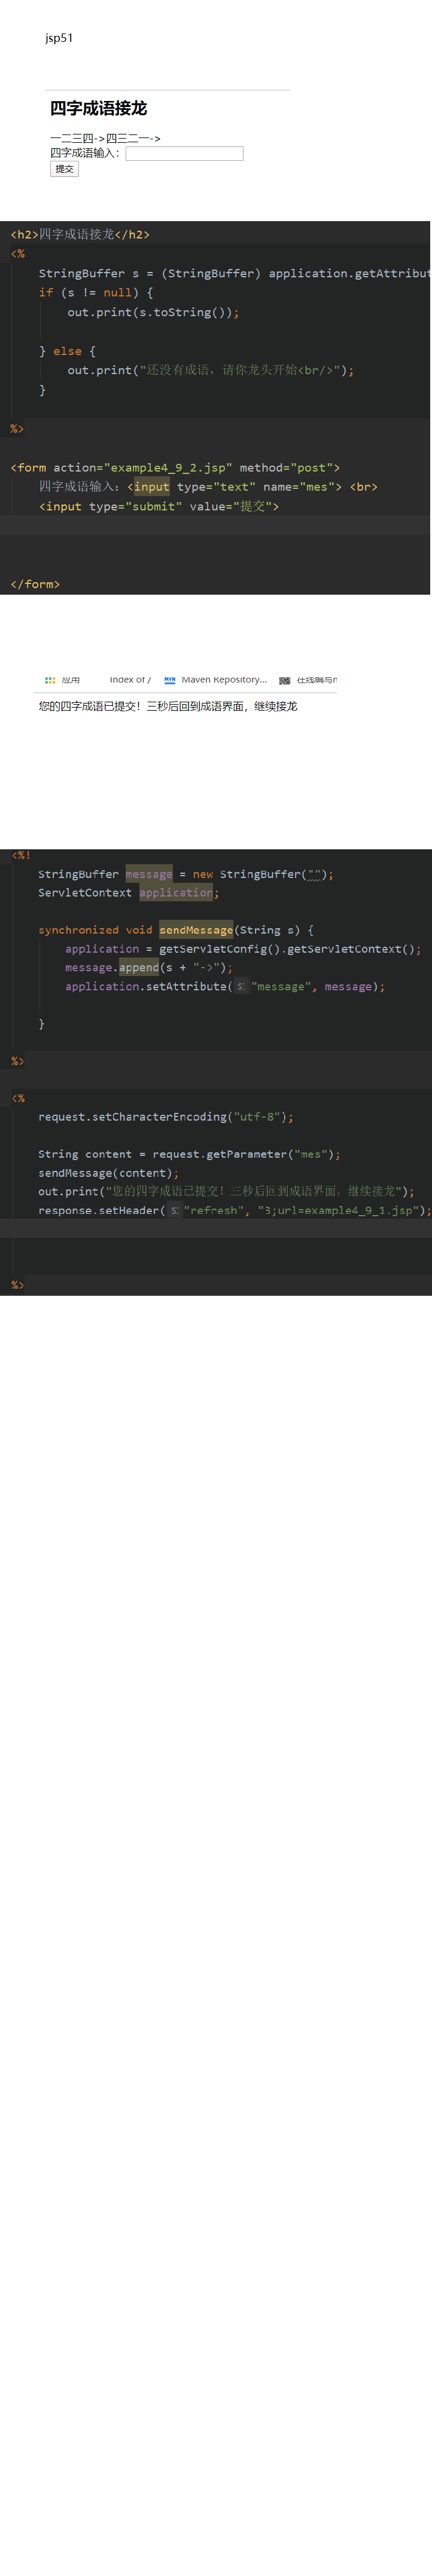 jsp51
四字成语接龙
一二三四->四三二一->
四字成语输入：
提交
<h2>四字成语接龙</h2>
<%
StringBuffer s = (StringBuffer) application.getAttribut
if (s != null) {
out.print(s.toString());
} else {
out.print("还没有成语，请你龙头开始<br/>");
}
%>
<form action="example4_9_2.jsp" method="post">
四字成语输入：<input type="text" name="mes"> <br>
<input type="submit" value="提交">
</form>
应用 Index of / Maven Repository...
您的四字成语已提交！三秒后回到成语界面，继续接龙
<%!
StringBuffer message = new StringBuffer("");
ServletContext application;
synchronized void sendMessage(String s) {
application = getServletConfig().getServletContext();
message.append(s + "->");
application.setAttribute( s: "message", message);
}
%>
<%
request.setCharacterEncoding("utf-8");
String content = request.getParameter("mes");
sendMessage(content);
out.print("您的四字成语已提交！三秒后回到成语界面，继续接龙");
response.setHeader( s: "refresh", "3;url=example4_9_1.jsp");
%>